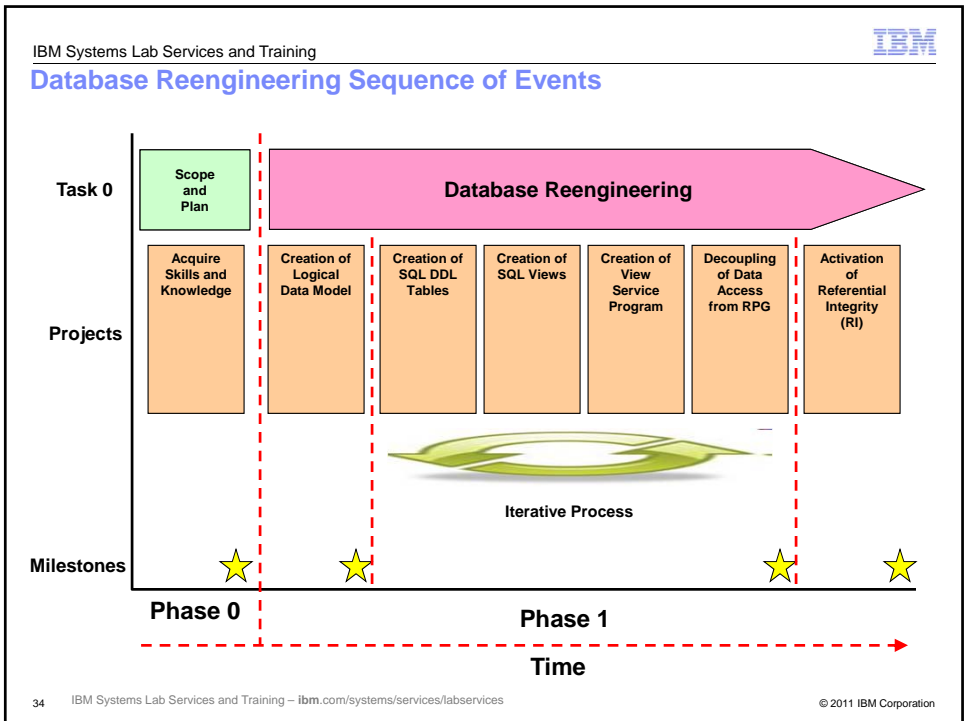 IBM Systems Lab Services and Training
IBM
Database Reengineering Sequence of Events
Task 0
Scope
and
Plan
Database Reengineering
Projects
Acquire
Skills and
Knowledge
Creation of
Logical
Data Model
Creation of
SQL DDL
Tables
Creation of
SQL Views
Creation of
View
Service
Program
Decoupling
of Data
Access
from RPG
Activation
of
Referential
Integrity
(RI)
Iterative Process
Milestones
Phase 0
Phase 1
Time
34
IBM Systems Lab Services and Training – ibm.com/systems/services/labservices
© 2011 IBM Corporation